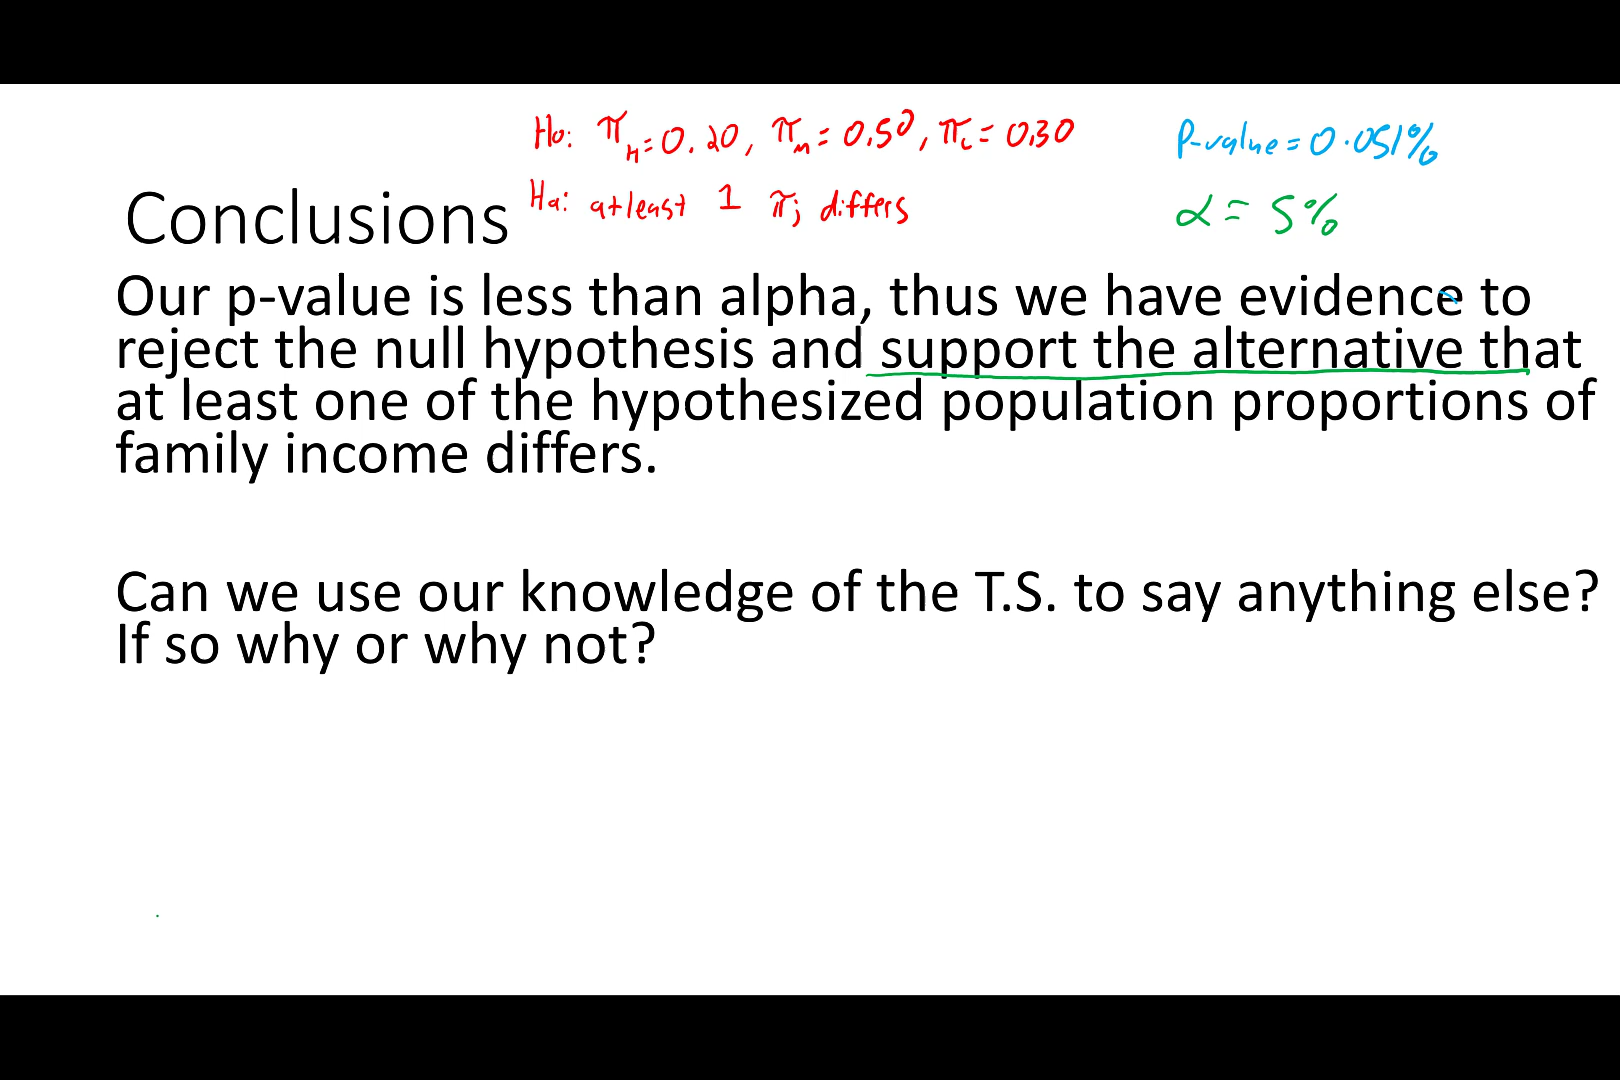 Ho: πH=0.20, πm=0.50, πL=0.30
P-value=0.051%
Ha: atleast 1 πj differs
α=5%
Conclusions
Our p-value is less than alpha, thus we have evidence to
reject the null hypothesis and support the alternative that
at least one of the hypothesized population proportions of
family income differs.
Can we use our knowledge of the T.S. to say anything else?
If so why or why not?